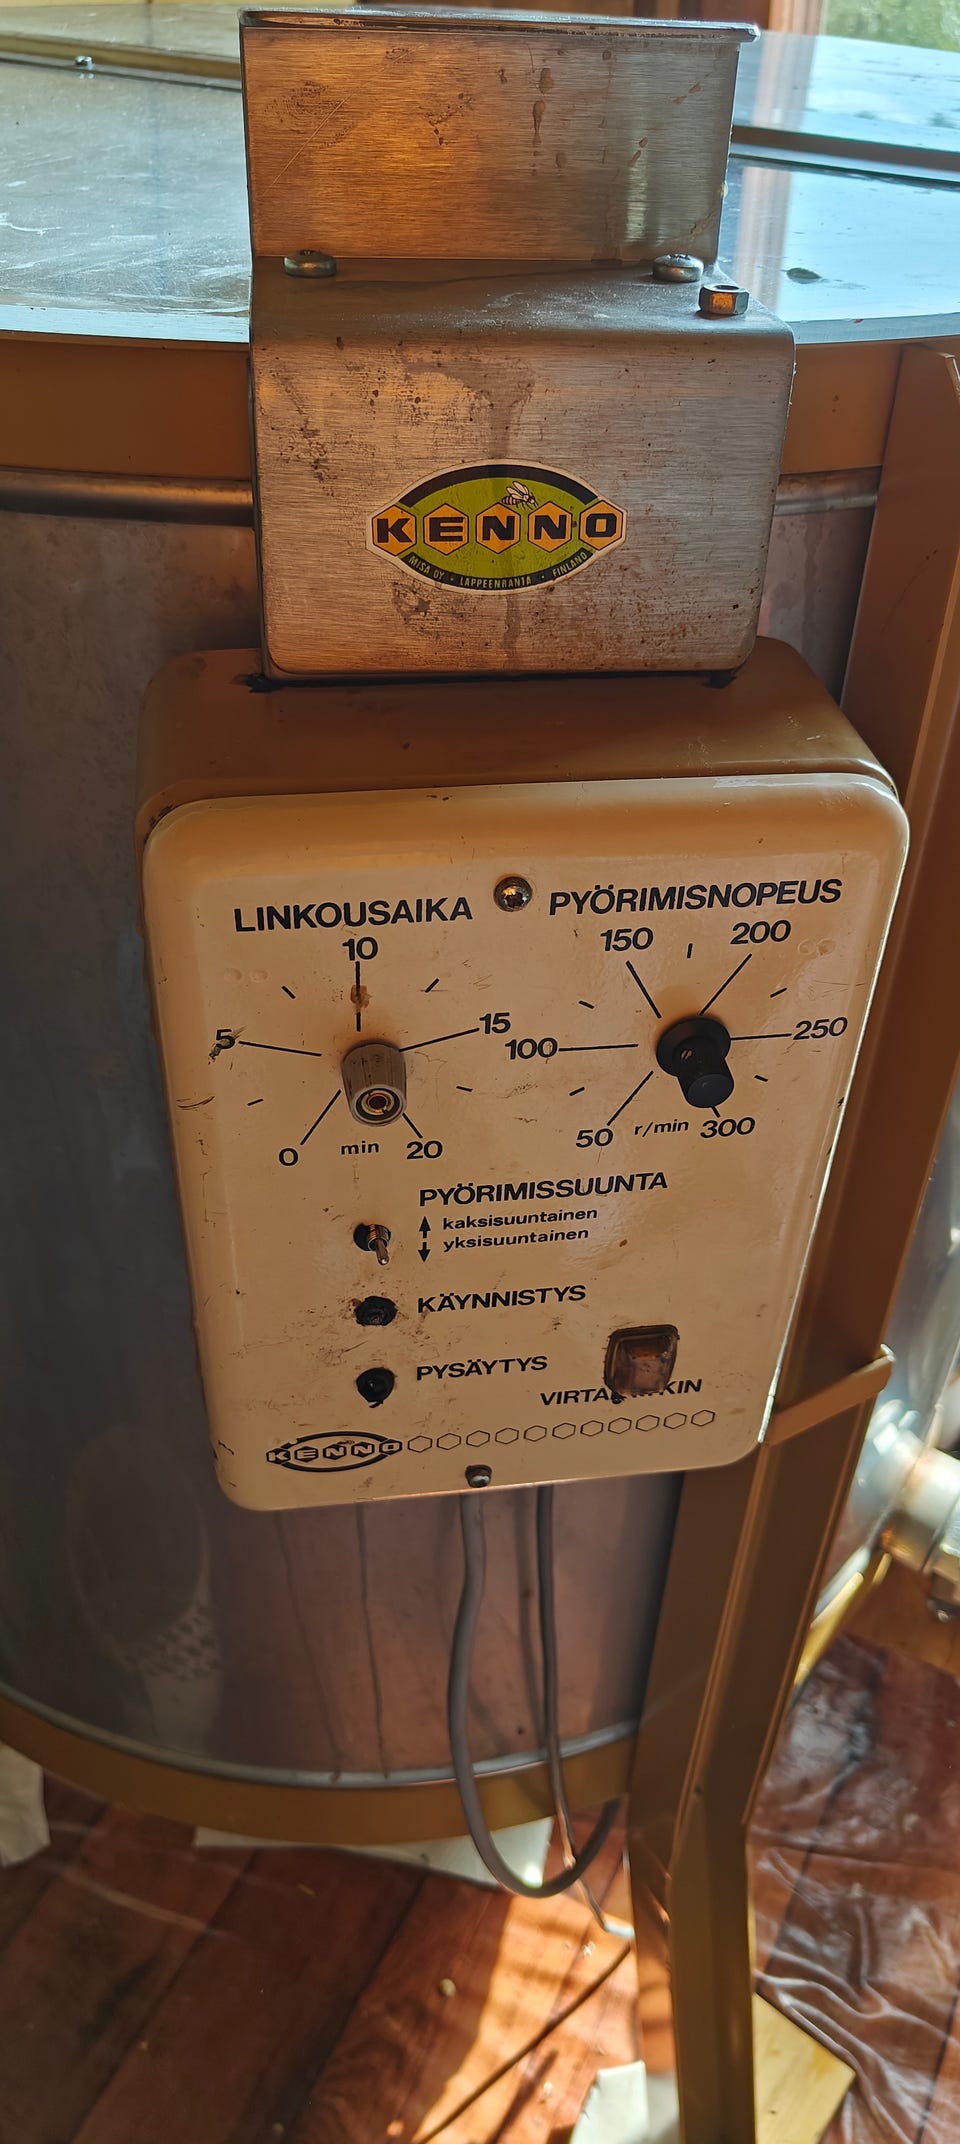 KENNO
MISA OY · LAPPEENRANTA · FINLAND
LINKOUSAIKA
0
5
10
15
20
min
PYÖRIMISNOPEUS
50
100
150
200
250
300
r/min
PYÖRIMISSUUNTA
kaksisuuntainen
yksisuuntainen
KÄYNNISTYS
PYSÄYTYS
KENNO